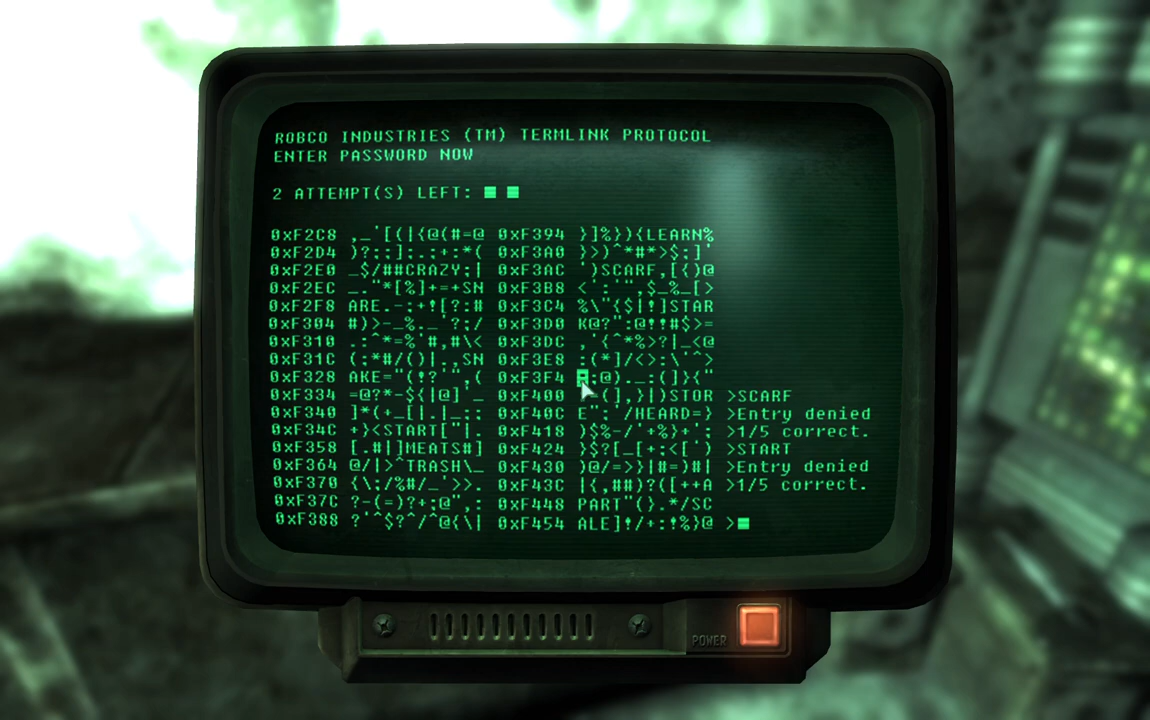 ROBCO INDUSTRIES (TM) TERMLINK PROTOCOL
ENTER PASSWORD NOW
2 ATTEMPT(S) LEFT: ■ ■
0xF2C8 ,_'[(|{@(#=@ 0xF394 }]%}){LEARN%
0xF2D4 )?::]:.:+:*( 0xF3A0 }>)^*#*>$;]'
0xF2E0 _$/##CRAZY;| 0xF3AC ')SCARF,[{)@
0xF2EC _."*[%]+=+SN 0xF3B8 <':'",$_%_[>
0xF2F8 ARE.-;+![?:# 0xF3C4 %\"{$|!]STAR
0xF304 #)>-_%._ ?;/ 0xF3D0 K@?":@!!#$>=
0xF310 .:^*=%'#,#\< 0xF3DC ,'{^*%>?|_<@
0xF31C (;*#/()|.,SN 0xF3E8 :(*]/<>:\'^>
0xF328 AKE="(!?'",( 0xF3F4 :@)._:(]}{"
0xF334 =@?*-${|@]'_ 0xF400 (],}|)STOR >SCARF
0xF340 ]*(+_[|.|_:; 0xF40C E";'/HEARD=} >Entry denied
0xF34C +}<START["|. 0xF418 )$%-/'+%}+'; >1/5 correct.
0xF358 [.#|]MEATS#] 0xF424 }$?[_[+:<[') >START
0xF364 @/|>^TRASH\_ 0xF430 )@/=>}|#=)#| >Entry denied
0xF370 {\:/%#/_'>>. 0xF43C |{,##)?([++A >1/5 correct.
0xF37C ?-(=)?+;@",: 0xF448 PART"(}.*/SC
0xF388 ?'^$?^/^@{\| 0xF454 ALE]!/+:!%}@ >■
POWER